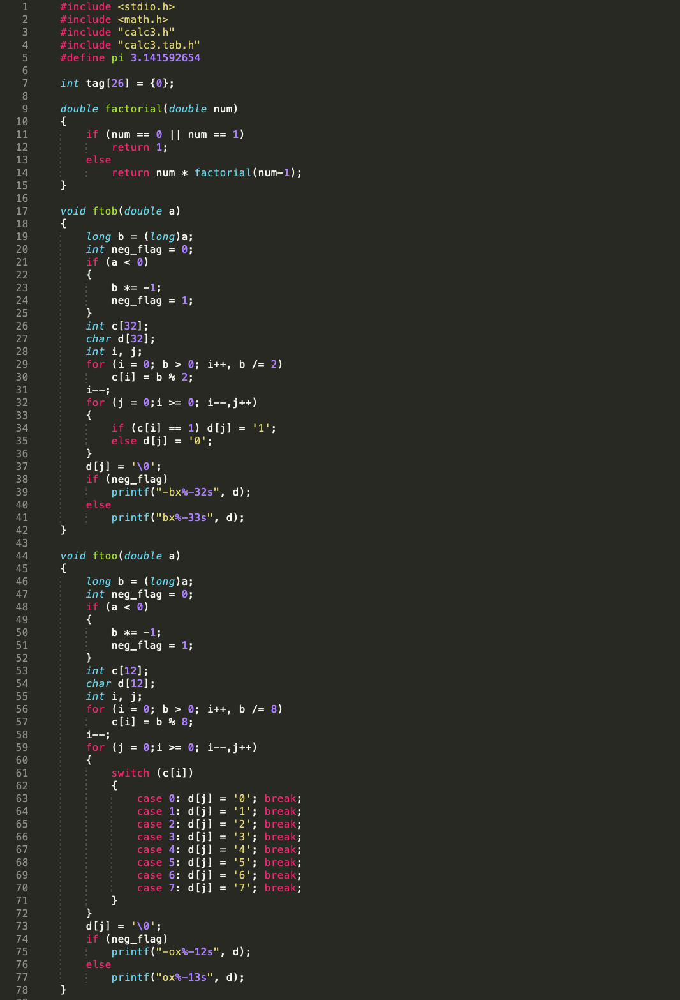 1 #include <stdio.h>
2 #include <math.h>
3 #include "calc3.h"
4 #include "calc3.tab.h"
5 #define pi 3.141592654
6
7 int tag[26] = {0};
8
9 double factorial(double num)
10 {
11     if (num == 0 || num == 1)
12         return 1;
13     else
14         return num * factorial(num-1);
15 }
16
17 void ftob(double a)
18 {
19     long b = (long)a;
20     int neg_flag = 0;
21     if (a < 0)
22     {
23         b *= -1;
24         neg_flag = 1;
25     }
26     int c[32];
27     char d[32];
28     int i, j;
29     for (i = 0; b > 0; i++, b /= 2)
30         c[i] = b % 2;
31     i--;
32     for (j = 0;i >= 0; i--,j++)
33     {
34         if (c[i] == 1) d[j] = '1';
35         else d[j] = '0';
36     }
37     d[j] = '\0';
38     if (neg_flag)
39         printf("-bx%-32s", d);
40     else
41         printf("bx%-33s", d);
42 }
43
44 void ftoo(double a)
45 {
46     long b = (long)a;
47     int neg_flag = 0;
48     if (a < 0)
49     {
50         b *= -1;
51         neg_flag = 1;
52     }
53     int c[12];
54     char d[12];
55     int i, j;
56     for (i = 0; b > 0; i++, b /= 8)
57         c[i] = b % 8;
58     i--;
59     for (j = 0;i >= 0; i--,j++)
60     {
61         switch (c[i])
62         {
63             case 0: d[j] = '0'; break;
64             case 1: d[j] = '1'; break;
65             case 2: d[j] = '2'; break;
66             case 3: d[j] = '3'; break;
67             case 4: d[j] = '4'; break;
68             case 5: d[j] = '5'; break;
69             case 6: d[j] = '6'; break;
70             case 7: d[j] = '7'; break;
71         }
72     }
73     d[j] = '\0';
74     if (neg_flag)
75         printf("-ox%-12s", d);
76     else
77         printf("ox%-13s", d);
78 }